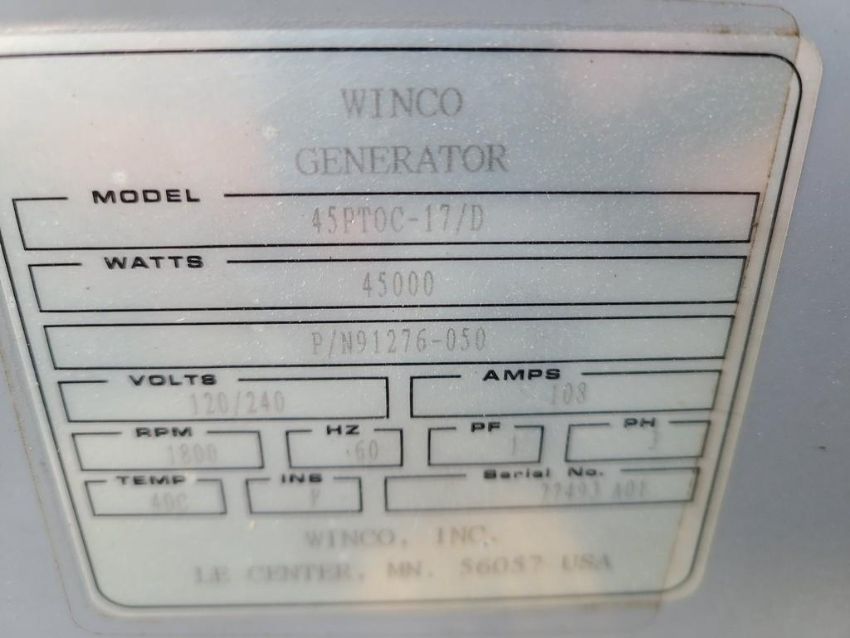 WINCO
GENERATOR
MODEL
45PTOC-17/D
WATTS
45000
P/N91276-050
VOLTS AMPS
120/240 108
RPM HZ PF PH
1800 60 1 3
TEMP INS Serial No.
40C F
WINCO, INC.
LE CENTER, MN. 56057 USA